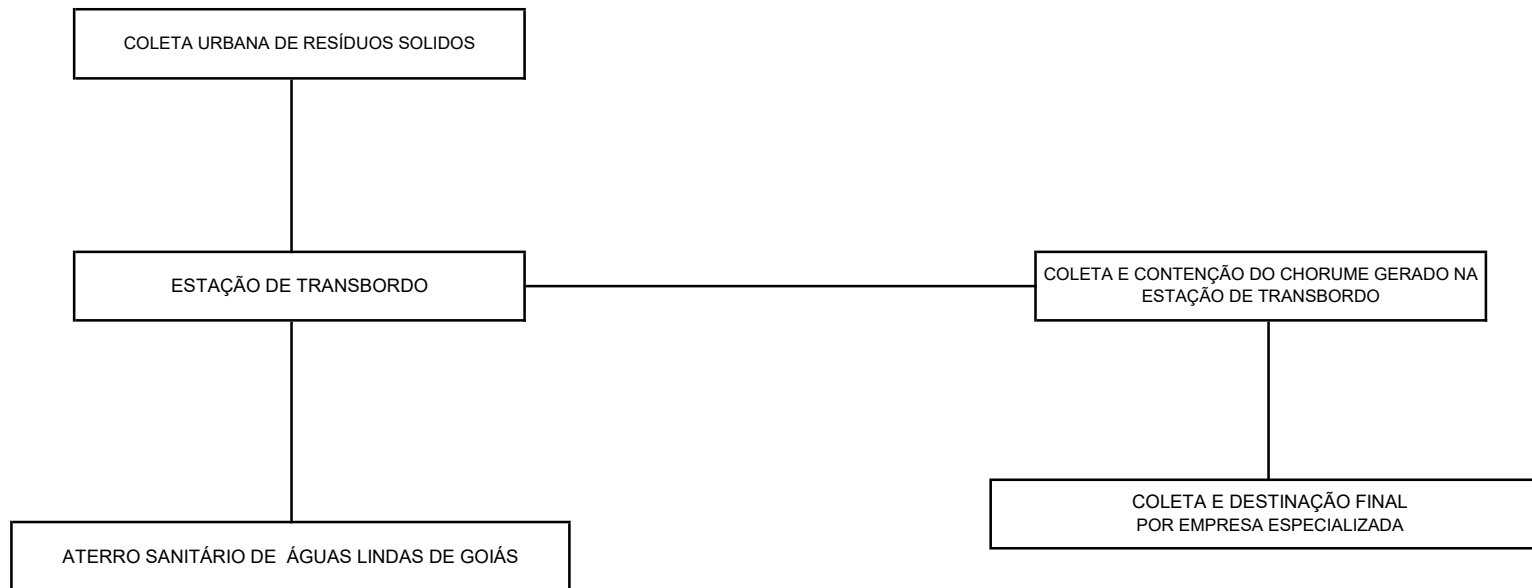 COLETA URBANA DE RESÍDUOS SOLIDOS
ESTAÇÃO DE TRANSBORDO
COLETA E CONTENÇÃO DO CHORUME GERADO NA
ESTAÇÃO DE TRANSBORDO
COLETA E DESTINAÇÃO FINAL
POR EMPRESA ESPECIALIZADA
ATERRO SANITÁRIO DE ÁGUAS LINDAS DE GOIÁS